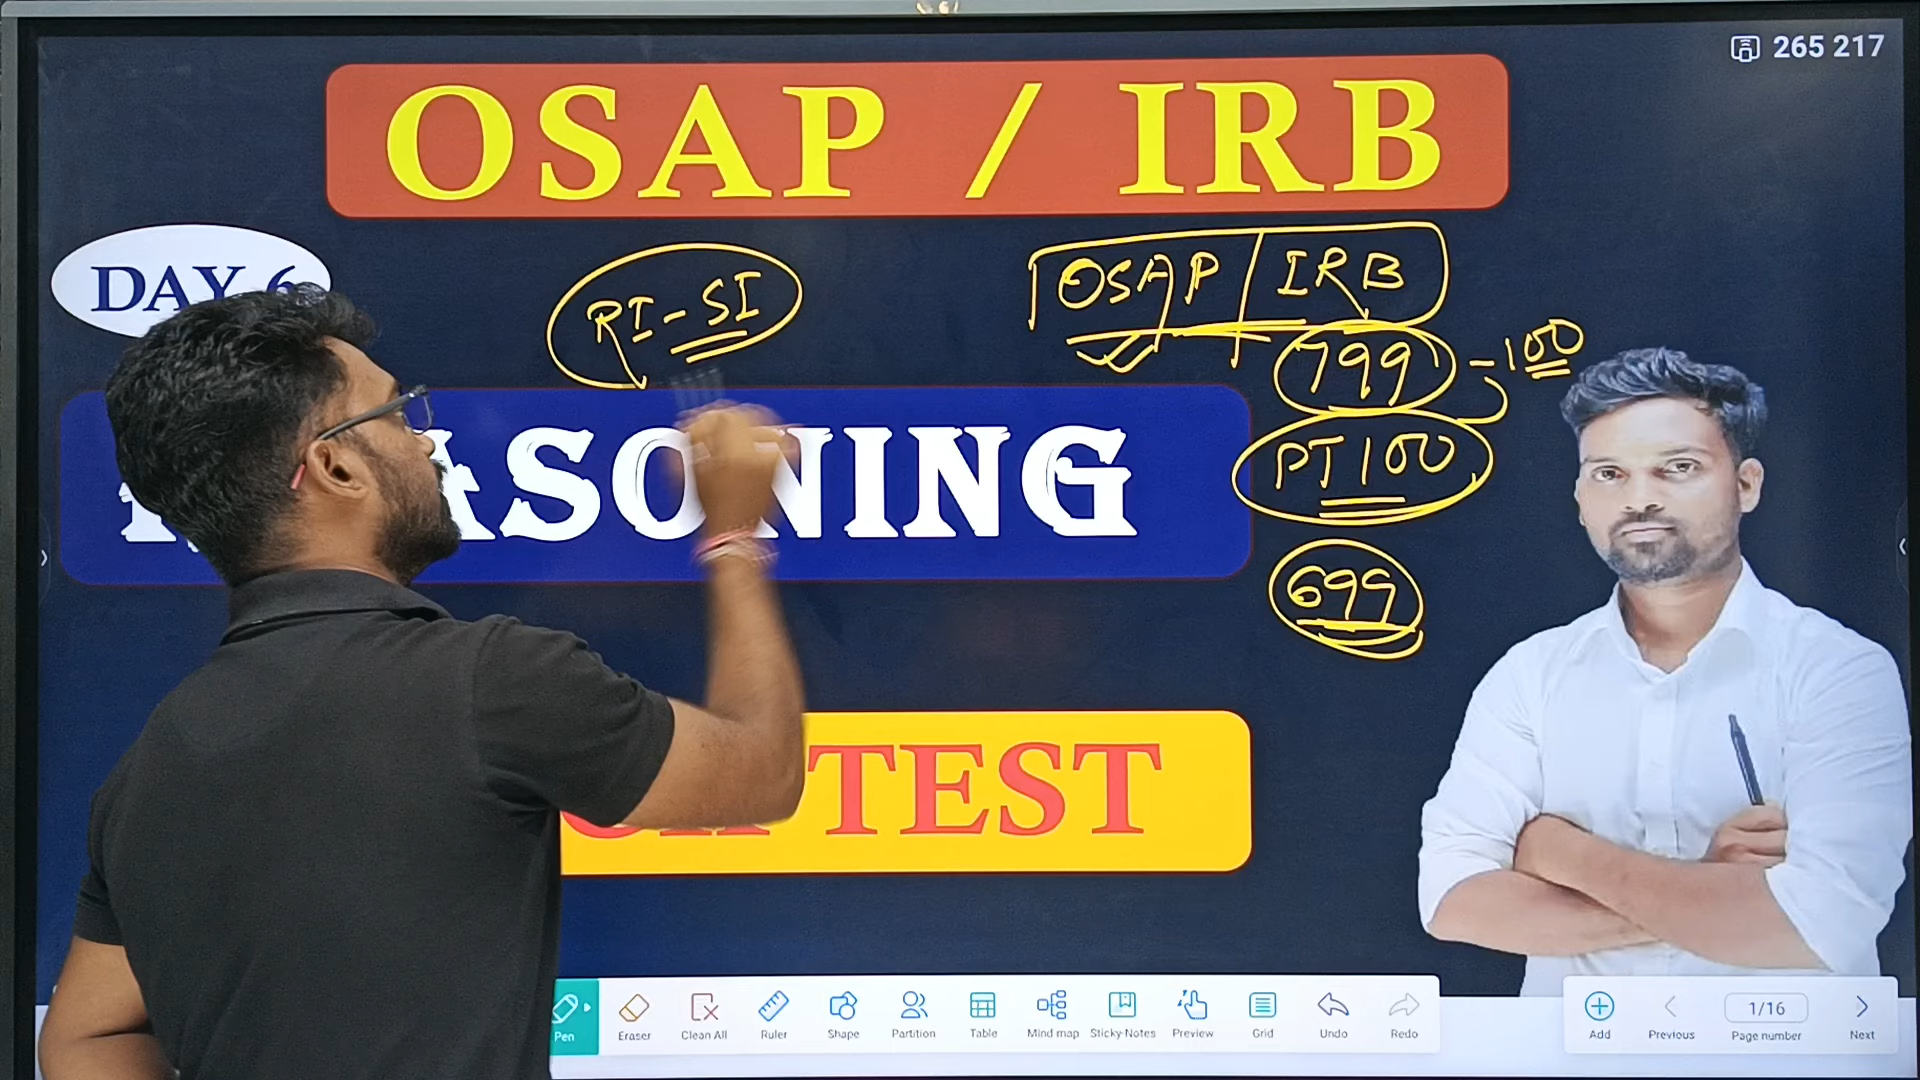 265 217
OSAP / IRB
DAY 6
RI-SI
OSAP | IRB
799 - 100
PT 100
699
TEST
Pen
Eraser
Clean All
Ruler
Shape
Partition
Table
Mind map
Sticky-Notes
Preview
Grid
Undo
Redo
Add
Previous
1/16
Page number
Next